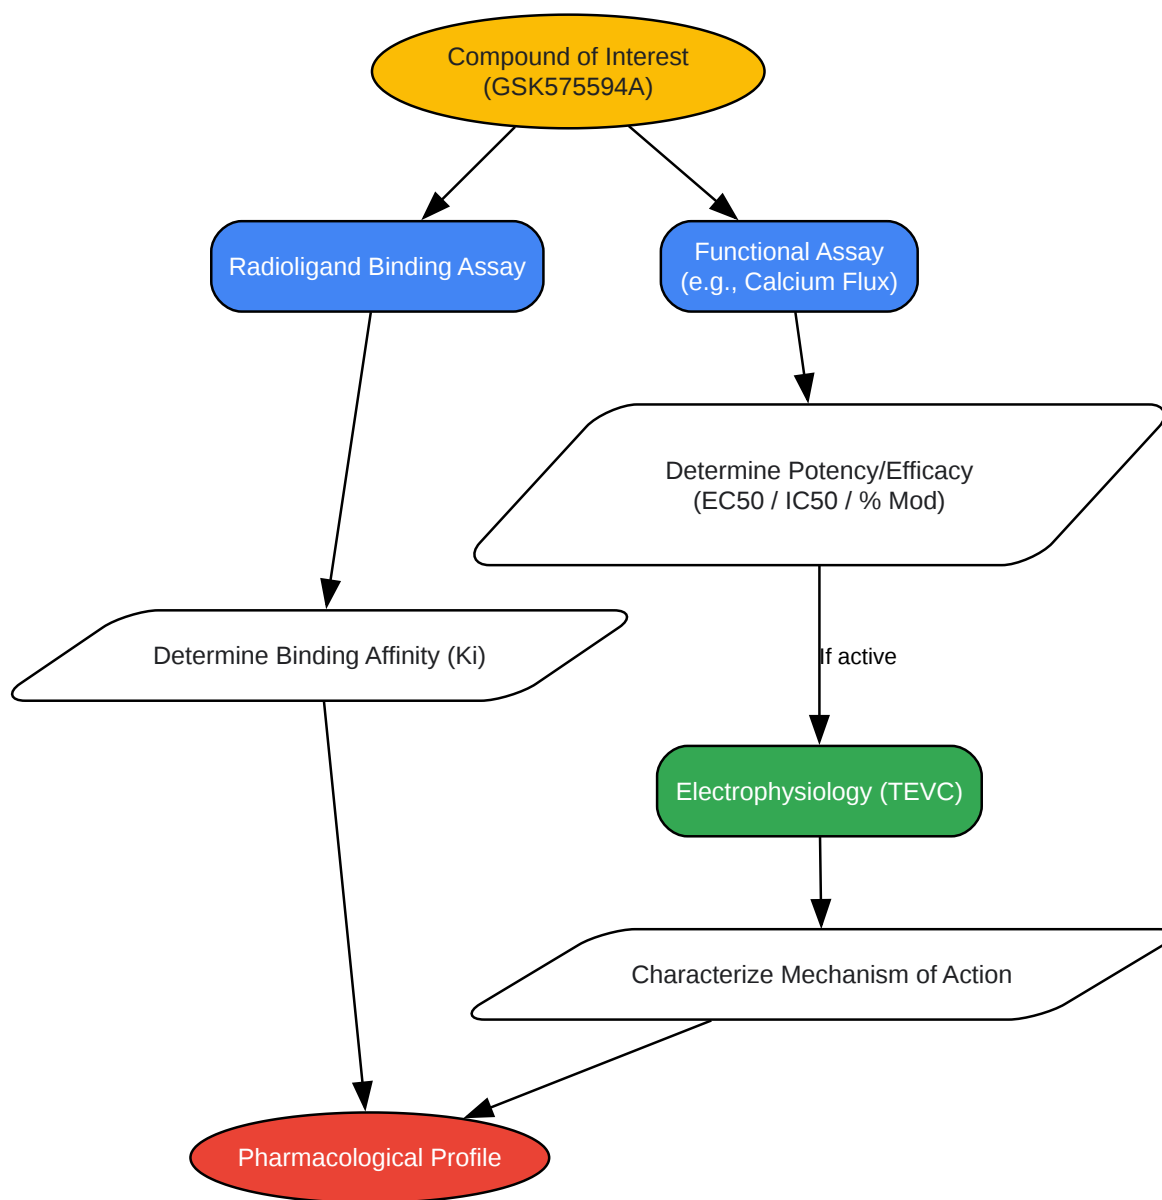 Compound of Interest
(GSK575594A)
Radioligand Binding Assay
Functional Assay
(e.g., Calcium Flux)
Determine Potency/Efficacy
(EC50 / IC50 / % Mod)
Determine Binding Affinity (Ki)
If active
Electrophysiology (TEVC)
Characterize Mechanism of Action
Pharmacological Profile